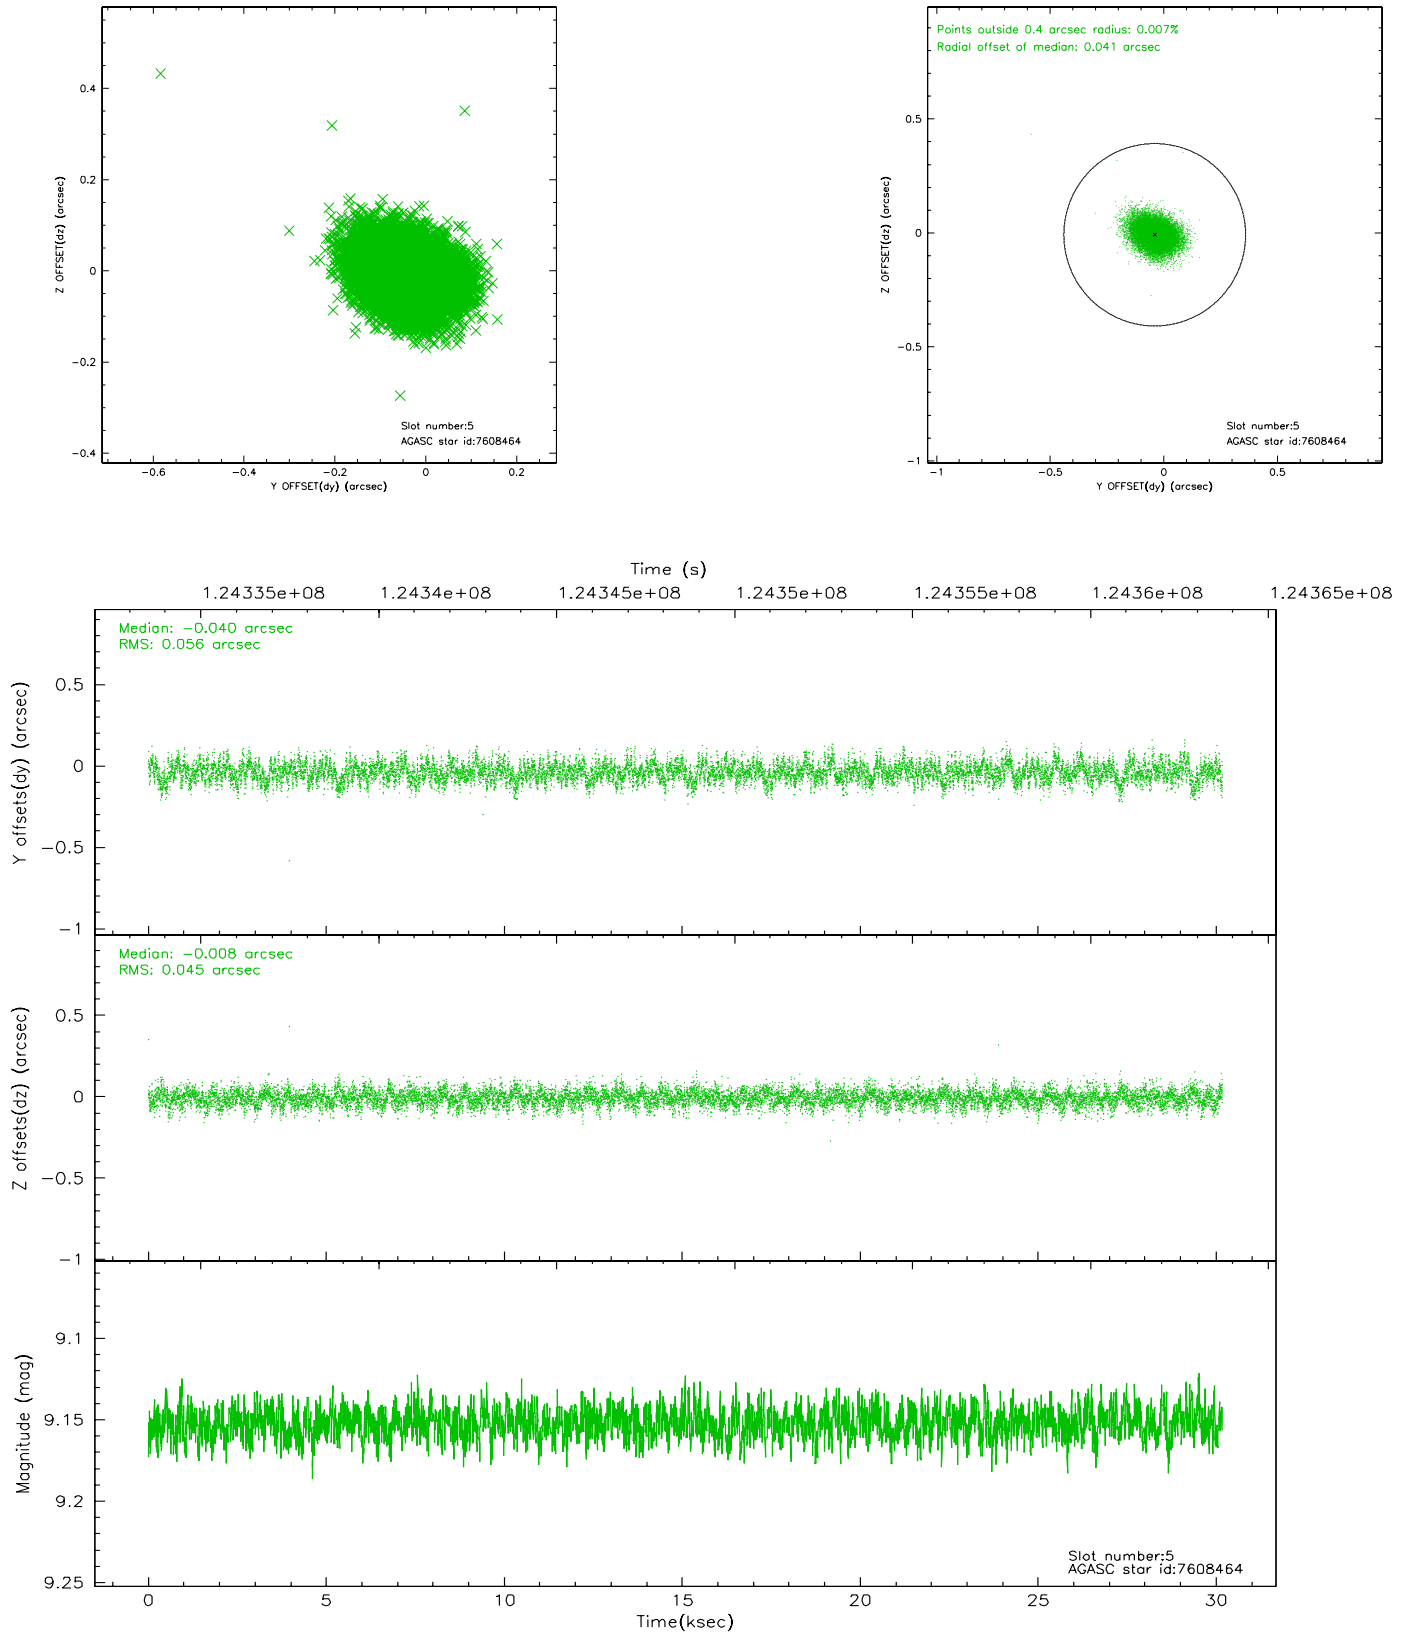 0.4
0.2
0
−0.2
−0.4
−0.6
−0.4
−0.2
0
0.2
Z OFFSET(dz) (arcsec)
Y OFFSET(dy) (arcsec)
Slot number:5
AGASC star id:7608464
Points outside 0.4 arcsec radius: 0.007%
Radial offset of median: 0.041 arcsec
0.5
0
−0.5
−1
−1
−0.5
0
0.5
Z OFFSET(dz) (arcsec)
Y OFFSET(dy) (arcsec)
Slot number:5
AGASC star id:7608464
Time (s)
1.24335e+08
1.2434e+08
1.24345e+08
1.2435e+08
1.24355e+08
1.2436e+08
1.24365e+08
Median: −0.040 arcsec
RMS: 0.056 arcsec
0.5
0
−0.5
−1
Y offsets(dy) (arcsec)
Median: −0.008 arcsec
RMS: 0.045 arcsec
0.5
0
−0.5
−1
Z offsets(dz) (arcsec)
9.1
9.15
9.2
9.25
Magnitude (mag)
Slot number:5
AGASC star id:7608464
0
5
10
15
20
25
30
Time(ksec)